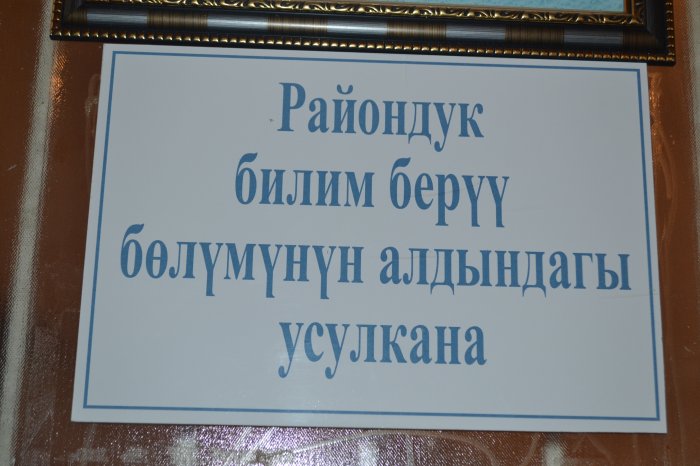 Райондук
билим берүү
бөлүмүнүн алдындагы
усулкана